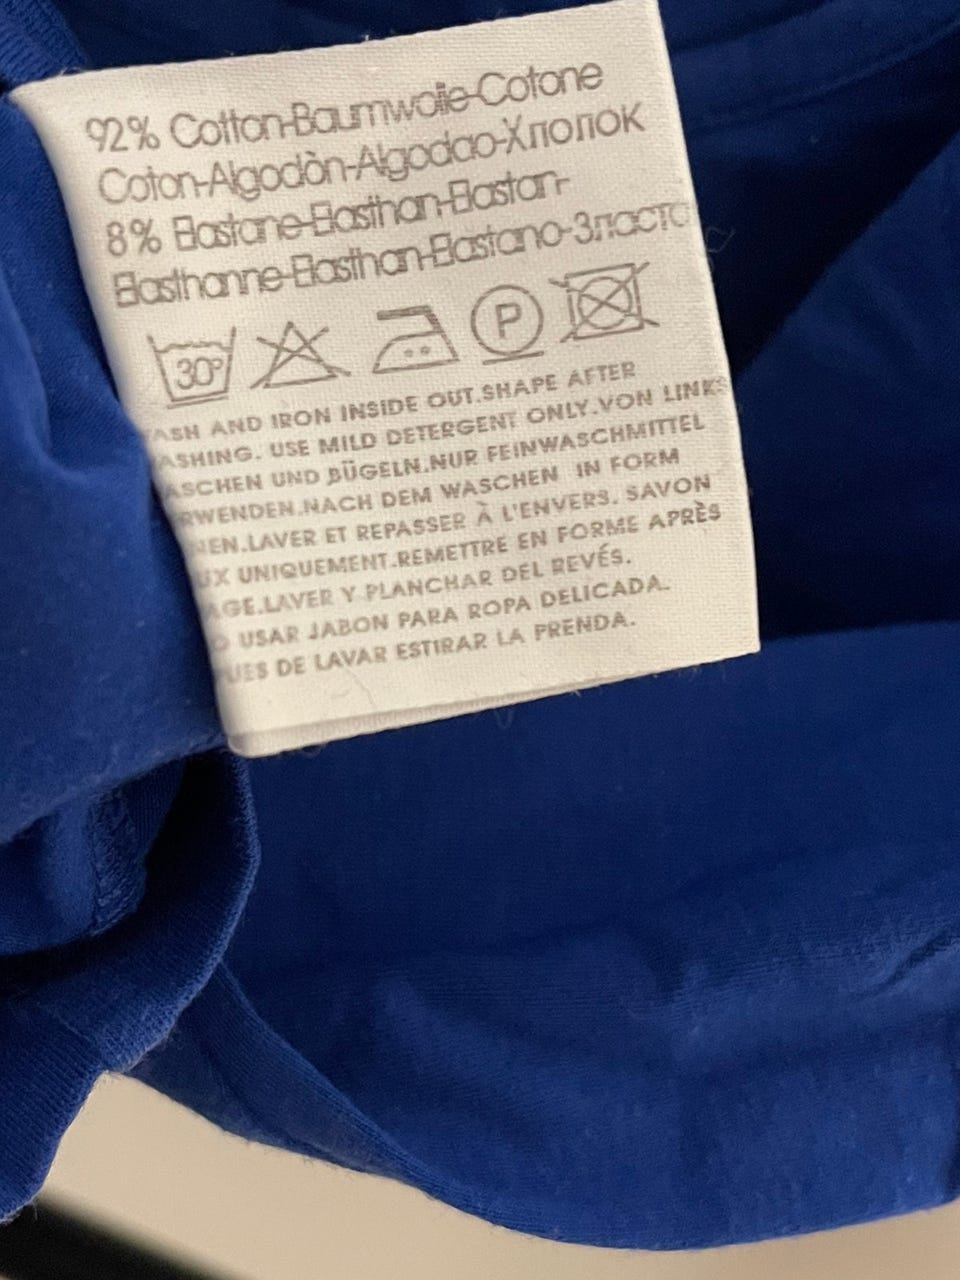 92% Cotton-Baumwolle-Cotone
Coton-Algodòn-Algodao-Хлопок
8% Elastane-Elasthan-Elastan-
Elasthanne-Elasthan-Elastano-Эласто
30° P
ASH AND IRON INSIDE OUT.SHAPE AFTER
ASHING. USE MILD DETERGENT ONLY.VON LINKS
ASCHEN UND BÜGELN.NUR FEINWASCHMITTEL
RWENDEN.NACH DEM WASCHEN IN FORM
EN.LAVER ET REPASSER À L'ENVERS. SAVON
UX UNIQUEMENT.REMETTRE EN FORME APRÈS
AGE.LAVER Y PLANCHAR DEL REVÉS.
USAR JABON PARA ROPA DELICADA.
UES DE LAVAR ESTIRAR LA PRENDA.